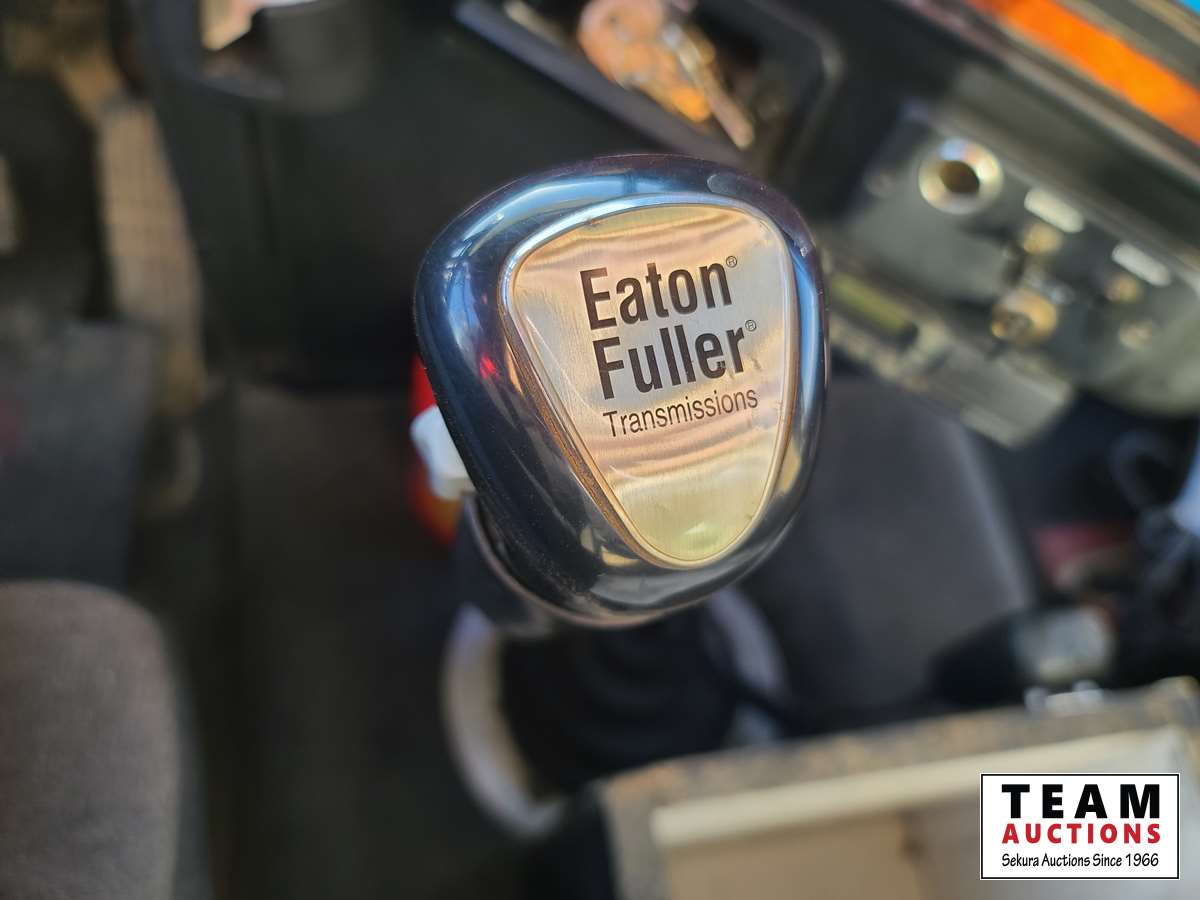 Eaton®
Fuller®
Transmissions
TEAM
AUCTIONS
Sekura Auctions Since 1966